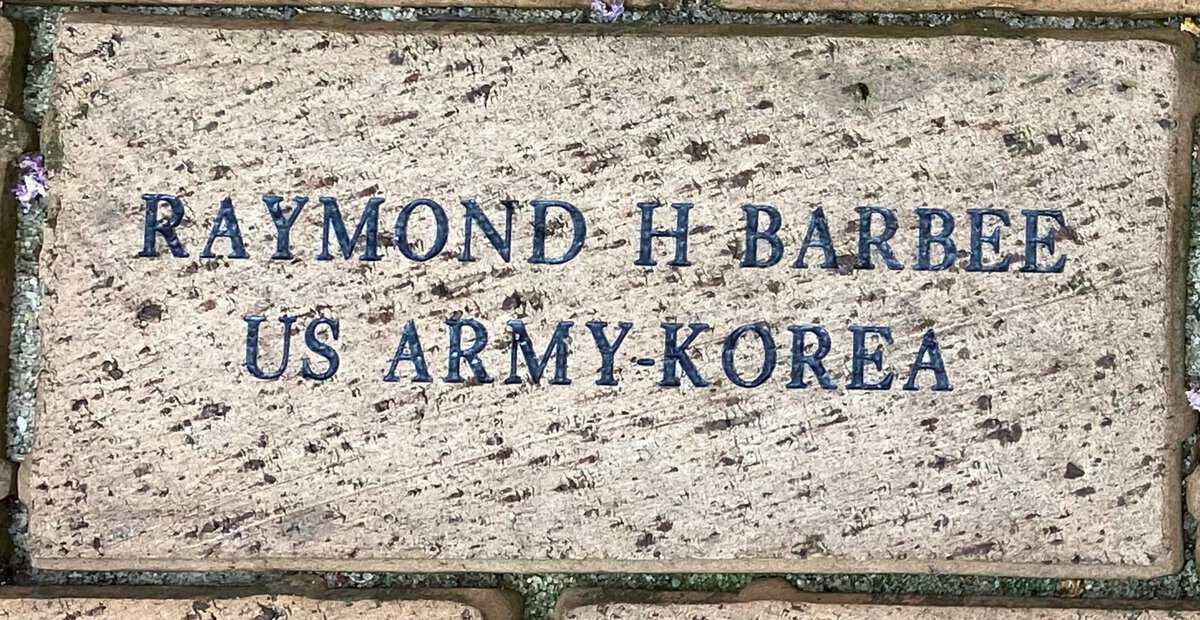 RAYMOND H BARBEE
US ARMY-KOREA